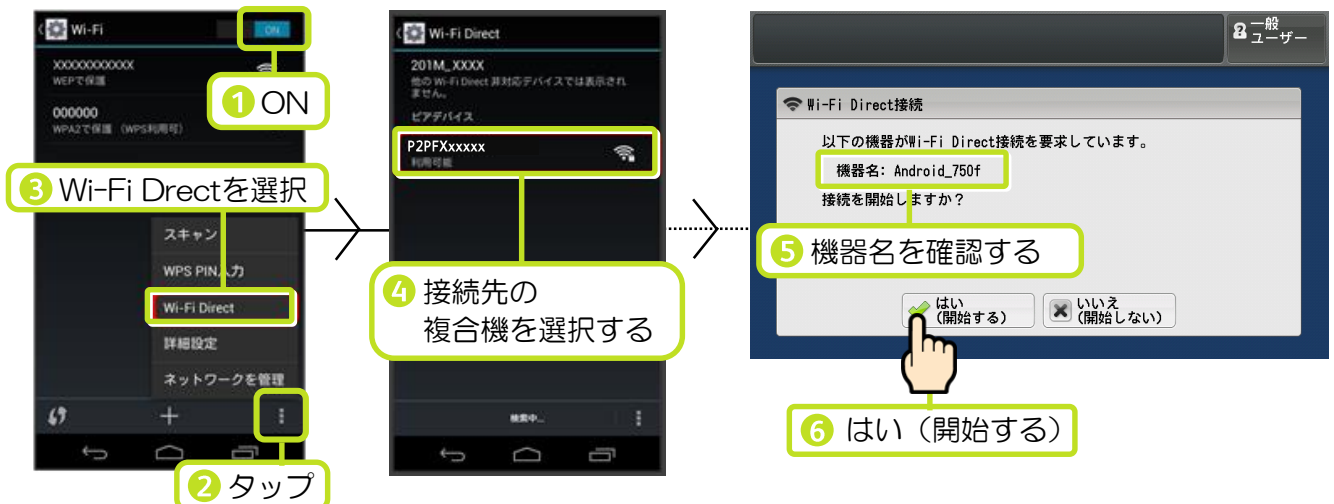 Wi-Fi
ON
XXXXXXXXXXX
WEPで保護
1 ON
000000
WPA2で保護 (WPS利用可)
3 Wi-Fi Drectを選択
スキャン
WPS PIN入力
Wi-Fi Direct
詳細設定
ネットワークを管理
2 タップ
Wi-Fi Direct
201M_XXXX
他の Wi-Fi Direct 非対応デバイスでは表示され
ません。
ピアデバイス
P2PFXxxxxx
利用可能
4 接続先の
複合機を選択する
検索中...
一般
ユーザー
Wi-Fi Direct接続
以下の機器がWi-Fi Direct接続を要求しています。
機器名: Android_750f
接続を開始しますか？
5 機器名を確認する
はい
(開始する)
いいえ
(開始しない)
6 はい（開始する）